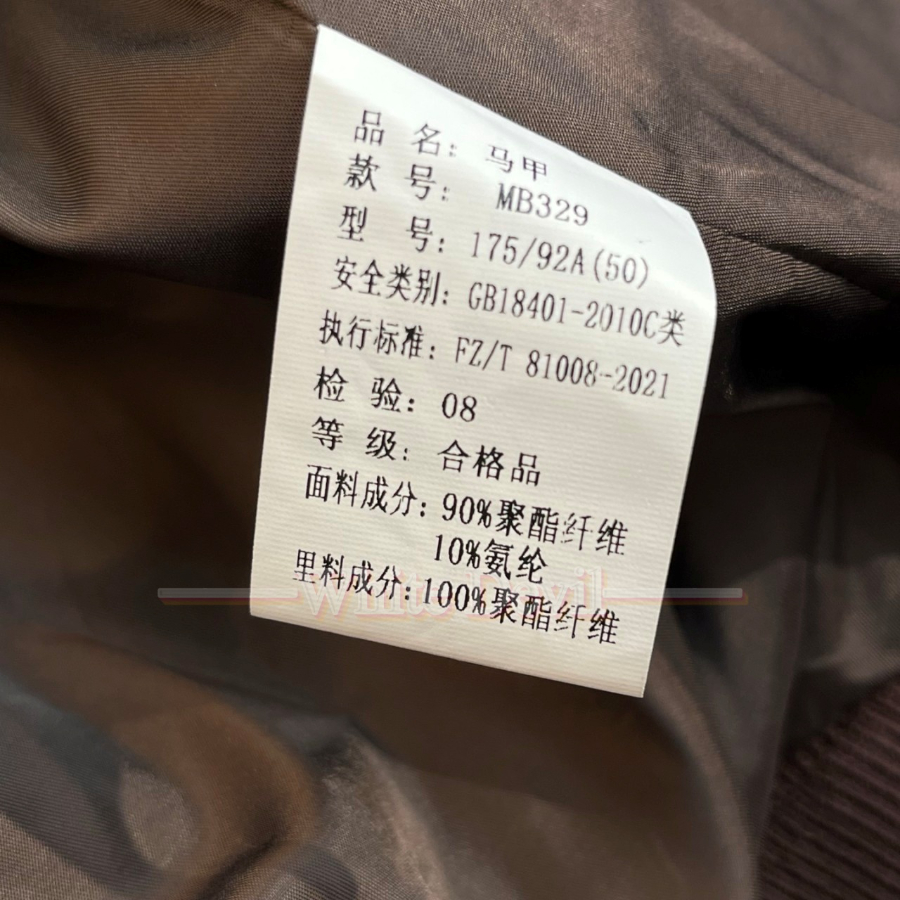 品 名: 马甲
款 号: MB329
型 号: 175/92A(50)
安全类别: GB18401-2010C类
执行标准: FZ/T 81008-2021
检 验: 08
等 级: 合格品
面料成分: 90%聚酯纤维
10%氨纶
里料成分: 100%聚酯纤维
White Devil